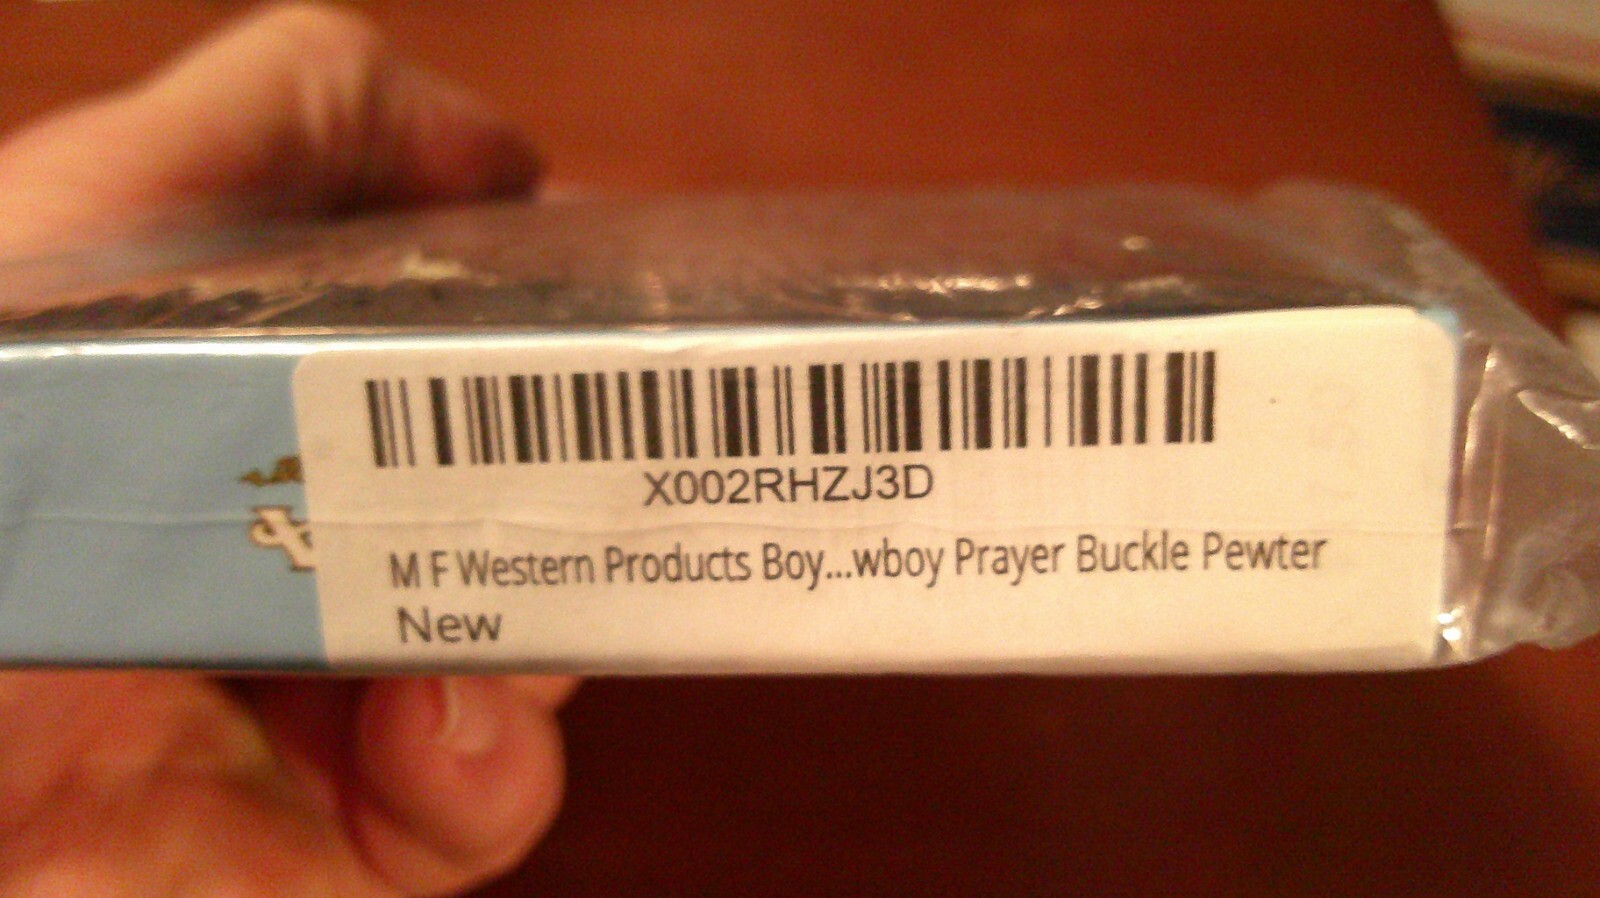 X002RHZJ3D
M F Western Products Boy...wboy Prayer Buckle Pewter
New